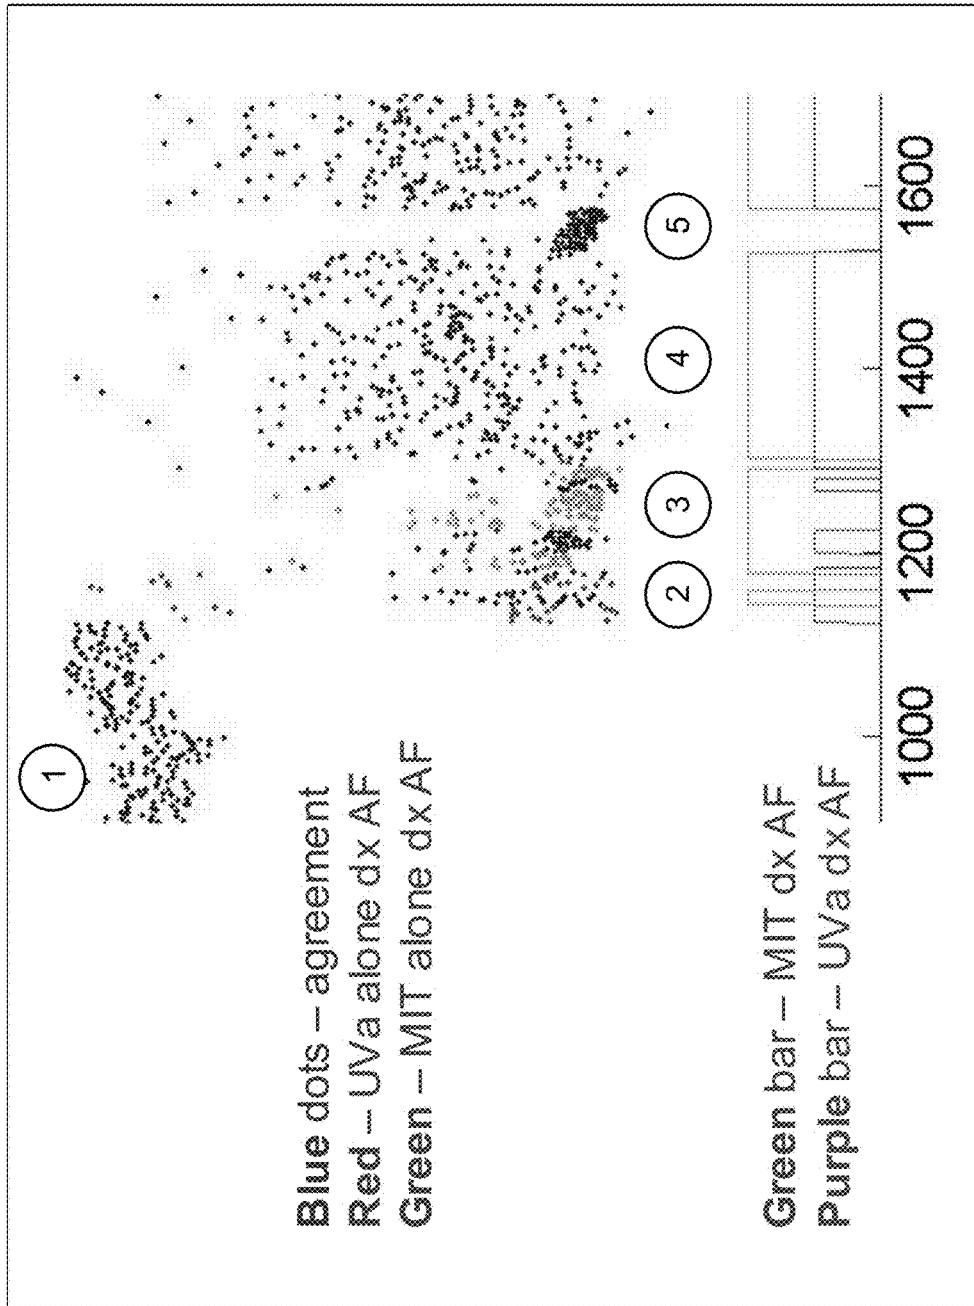 1
2
3
4
5
Blue dots – agreement
Red – UVa alone dx AF
Green – MIT alone dx AF
Green bar – MIT dx AF
Purple bar – UVa dx AF
1000
1200
1400
1600